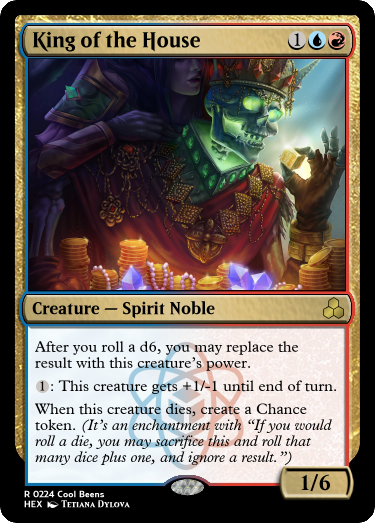 King of the House 1
Creature — Spirit Noble
After you roll a d6, you may replace the
result with this creature's power.
1: This creature gets +1/-1 until end of turn.
When this creature dies, create a Chance
token. (It's an enchantment with “If you would
roll a die, you may sacrifice this and roll that
many dice plus one, and ignore a result.”)
1/6
R 0224 Cool Beens
HEX Tetiana Dylova